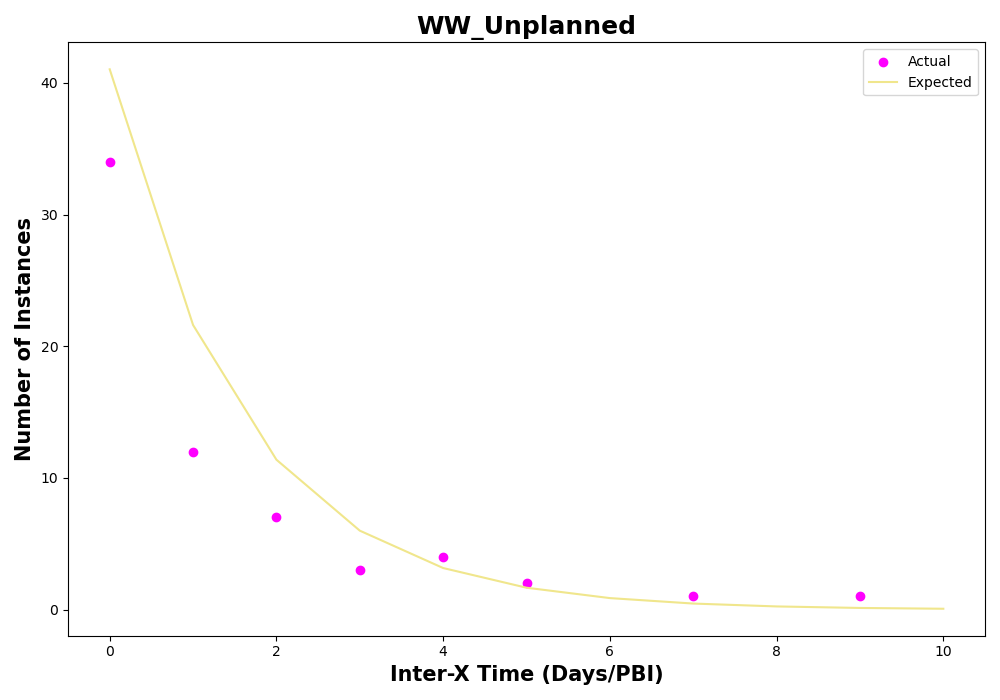 WW_Unplanned
Actual
Expected
Number of Instances
40
30
20
10
0
0 2 4 6 8 10
Inter-X Time (Days/PBI)